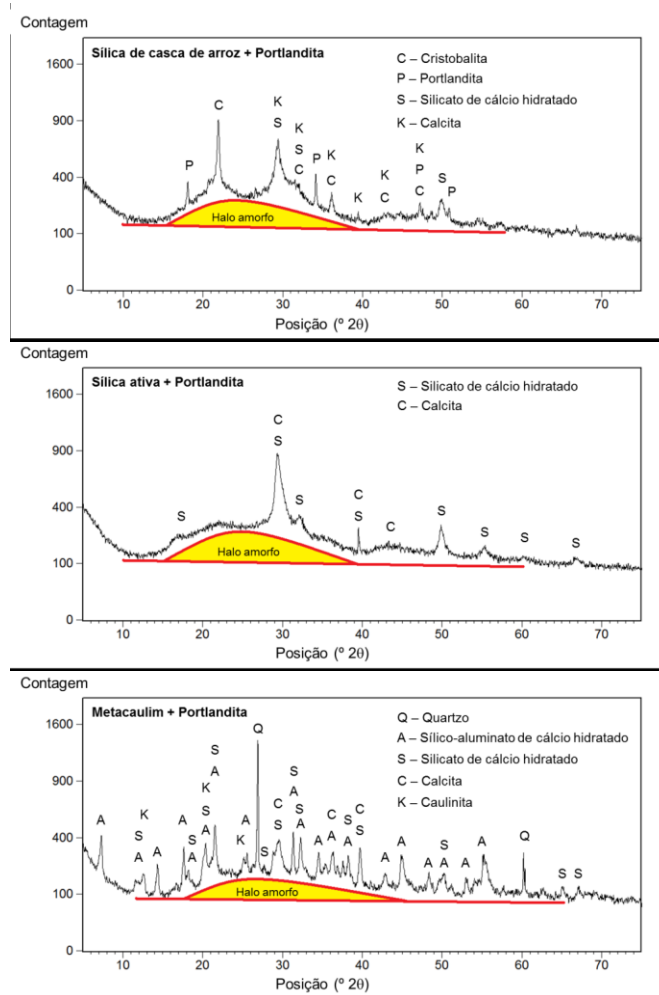 Contagem
Sílica de casca de arroz + Portlandita
C – Cristobalita
P – Portlandita
S – Silicato de cálcio hidratado
K – Calcita
1600
900
400
100
0
P
C
K
S
K
S
C
P
K
C
K
K
C
K
P
C
S
P
Halo amorfo
10 20 30 40 50 60 70
Posição (º 2θ)
Contagem
Sílica ativa + Portlandita
S – Silicato de cálcio hidratado
C – Calcita
1600
900
400
100
0
S
C
S
S
C
S
C
S
S
S
S
Halo amorfo
10 20 30 40 50 60 70
Posição (º 2θ)
Contagem
Metacaulim + Portlandita
Q – Quartzo
A – Sílico-aluminato de cálcio hidratado
S – Silicato de cálcio hidratado
C – Calcita
K – Caulinita
1600
900
400
100
0
A
K
S
A
A
A
S
A
K
S
A
S
A
K
A
Q
S
C
S
S
A
S
A
A
C
A
S
A
C
S
A
A
A
S
A
A
A
Q
S
S
Halo amorfo
10 20 30 40 50 60 70
Posição (º 2θ)